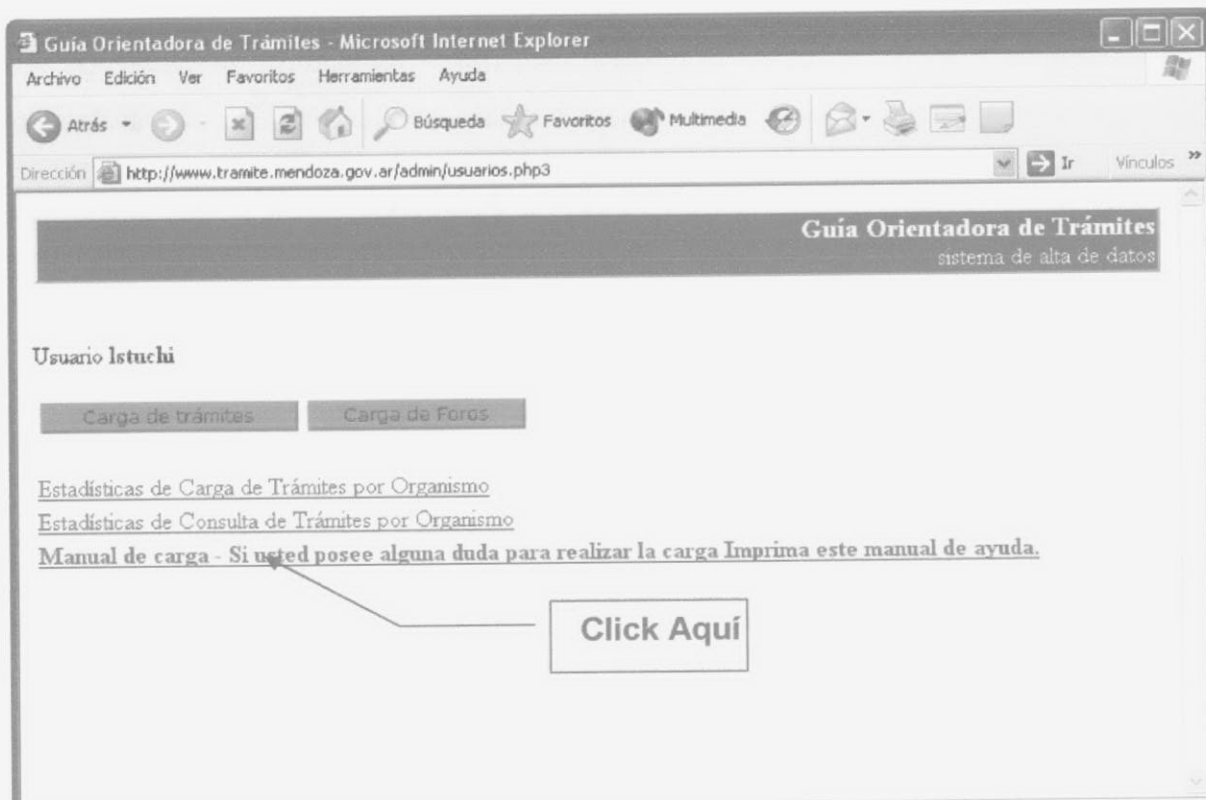 Guía Orientadora de Trámites - Microsoft Internet Explorer
Archivo Edición Ver Favoritos Herramientas Ayuda
Atrás Búsqueda Favoritos Multimedia
Dirección http://www.tramite.mendoza.gov.ar/admin/usuarios.php3 Ir Vínculos »
Guía Orientadora de Trámites
sistema de alta de datos
Usuario lstuchi
Carga de trámites Carga de Foros
Estadísticas de Carga de Trámites por Organismo
Estadísticas de Consulta de Trámites por Organismo
Manual de carga - Si usted posee alguna duda para realizar la carga Imprima este manual de ayuda.
Click Aquí